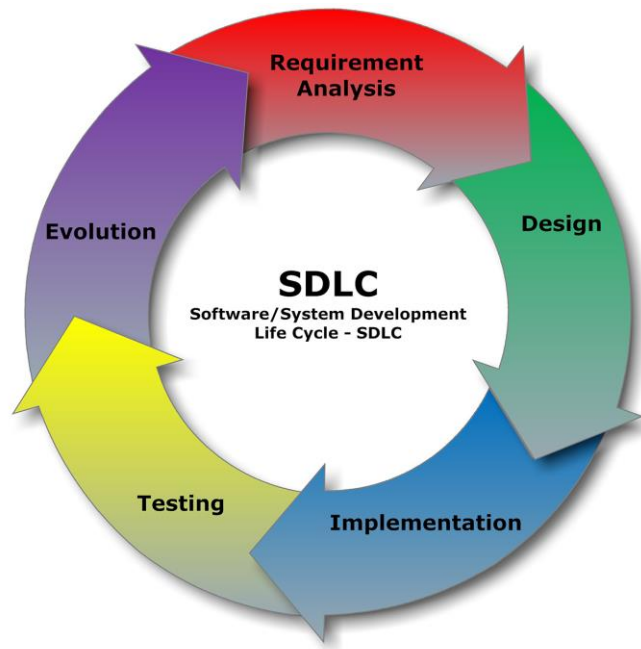 Requirement
Analysis
Design
Implementation
Testing
Evolution
SDLC
Software/System Development
Life Cycle - SDLC